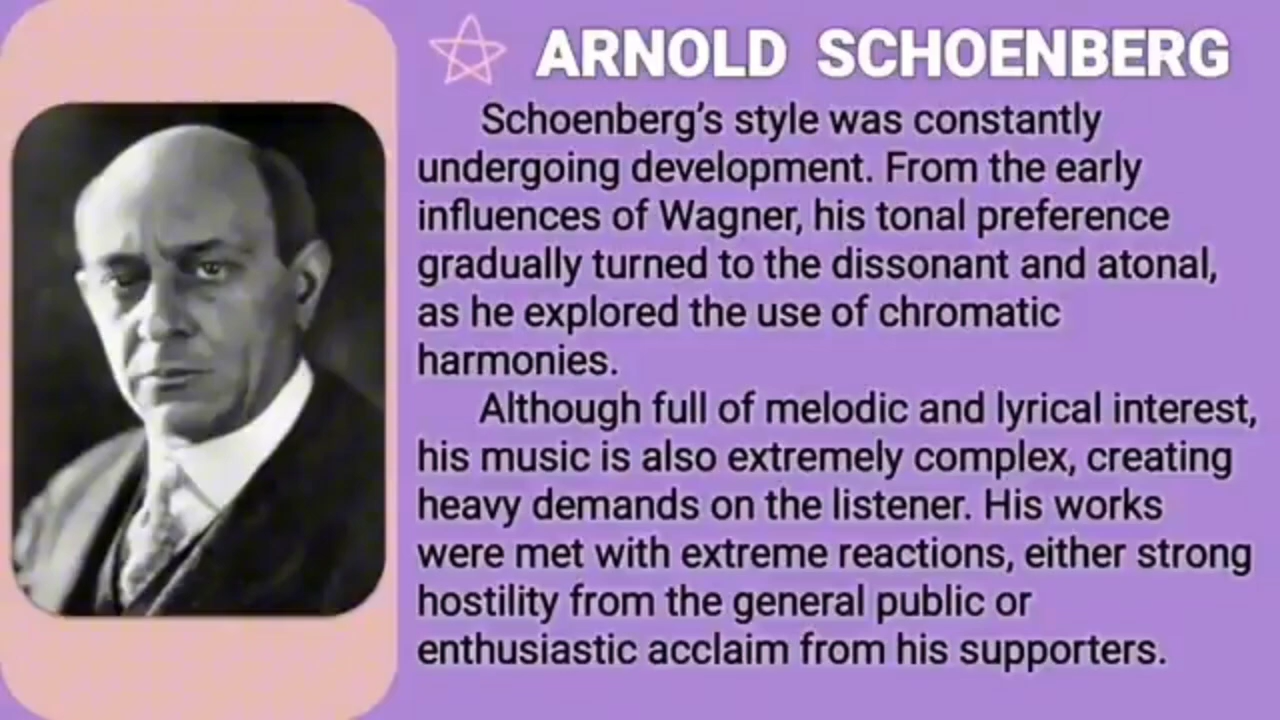 ARNOLD SCHOENBERG
Schoenberg’s style was constantly
undergoing development. From the early
influences of Wagner, his tonal preference
gradually turned to the dissonant and atonal,
as he explored the use of chromatic
harmonies.
Although full of melodic and lyrical interest,
his music is also extremely complex, creating
heavy demands on the listener. His works
were met with extreme reactions, either strong
hostility from the general public or
enthusiastic acclaim from his supporters.